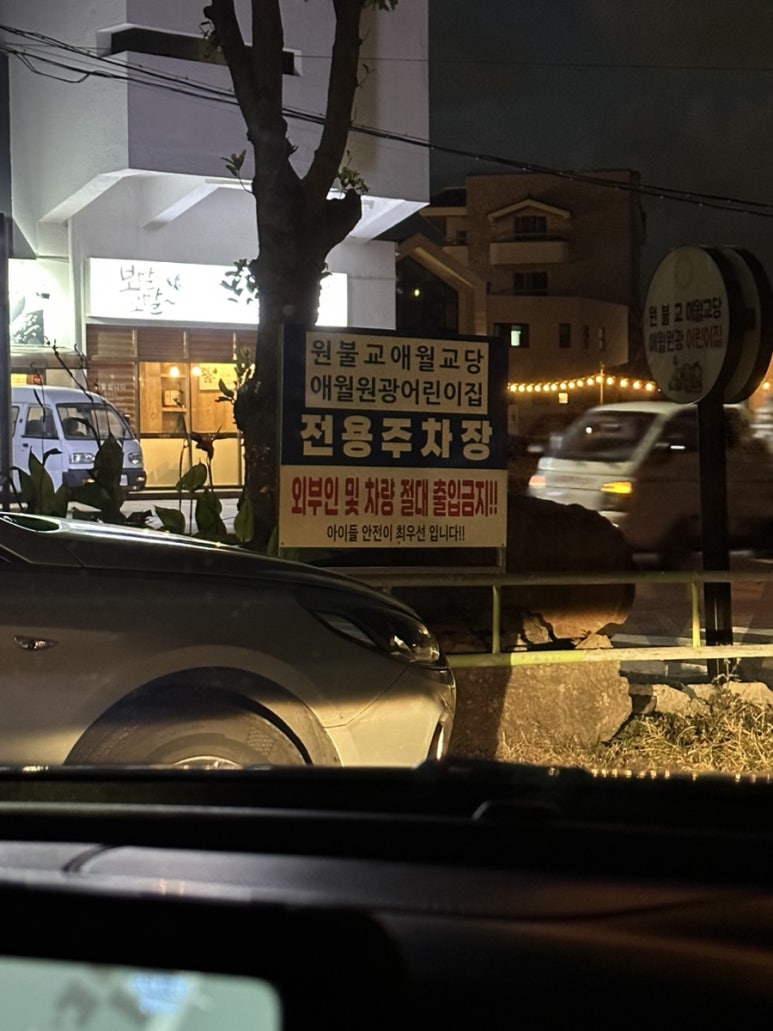 원불교애월교당
애월원광어린이집
전용주차장
외부인 및 차량 절대 출입금지!!
아이들 안전이 최우선 입니다!!
원불교 애월교당
애월원광 어린이집